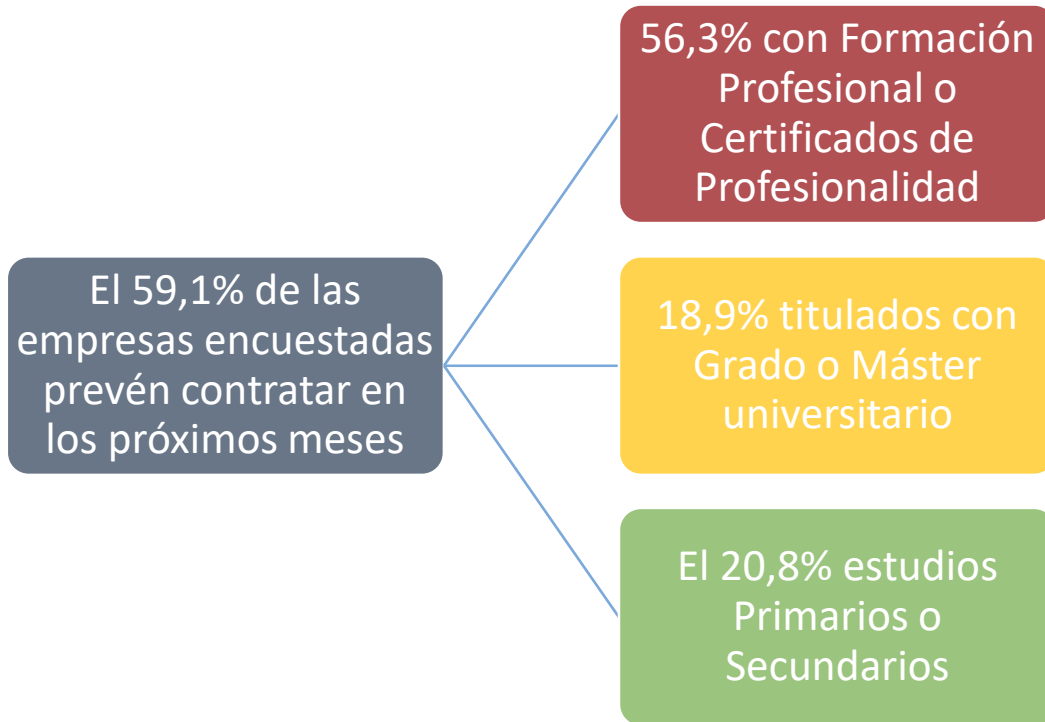 56,3% con Formación
Profesional o
Certificados de
Profesionalidad
El 59,1% de las
empresas encuestadas
prevén contratar en
los próximos meses
18,9% titulados con
Grado o Máster
universitario
El 20,8% estudios
Primarios o
Secundarios